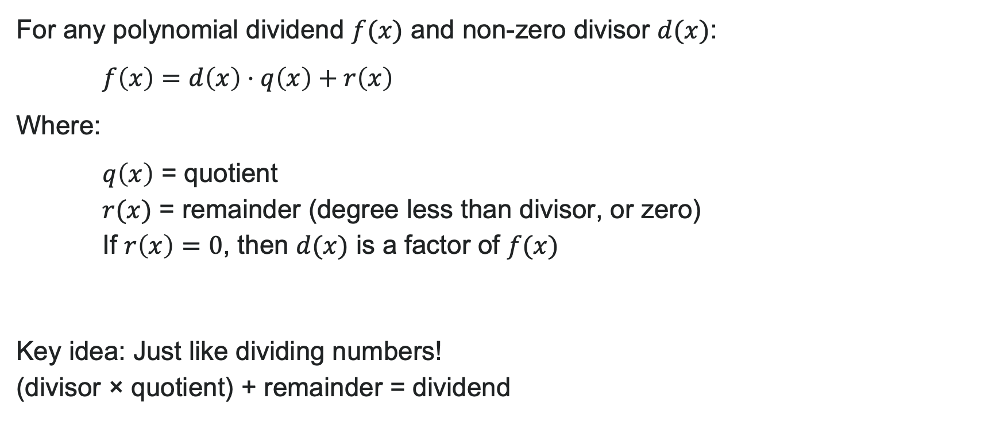 For any polynomial dividend f(x) and non-zero divisor d(x):
f(x) = d(x) · q(x) + r(x)
Where:
q(x) = quotient
r(x) = remainder (degree less than divisor, or zero)
If r(x) = 0, then d(x) is a factor of f(x)
Key idea: Just like dividing numbers!
(divisor × quotient) + remainder = dividend